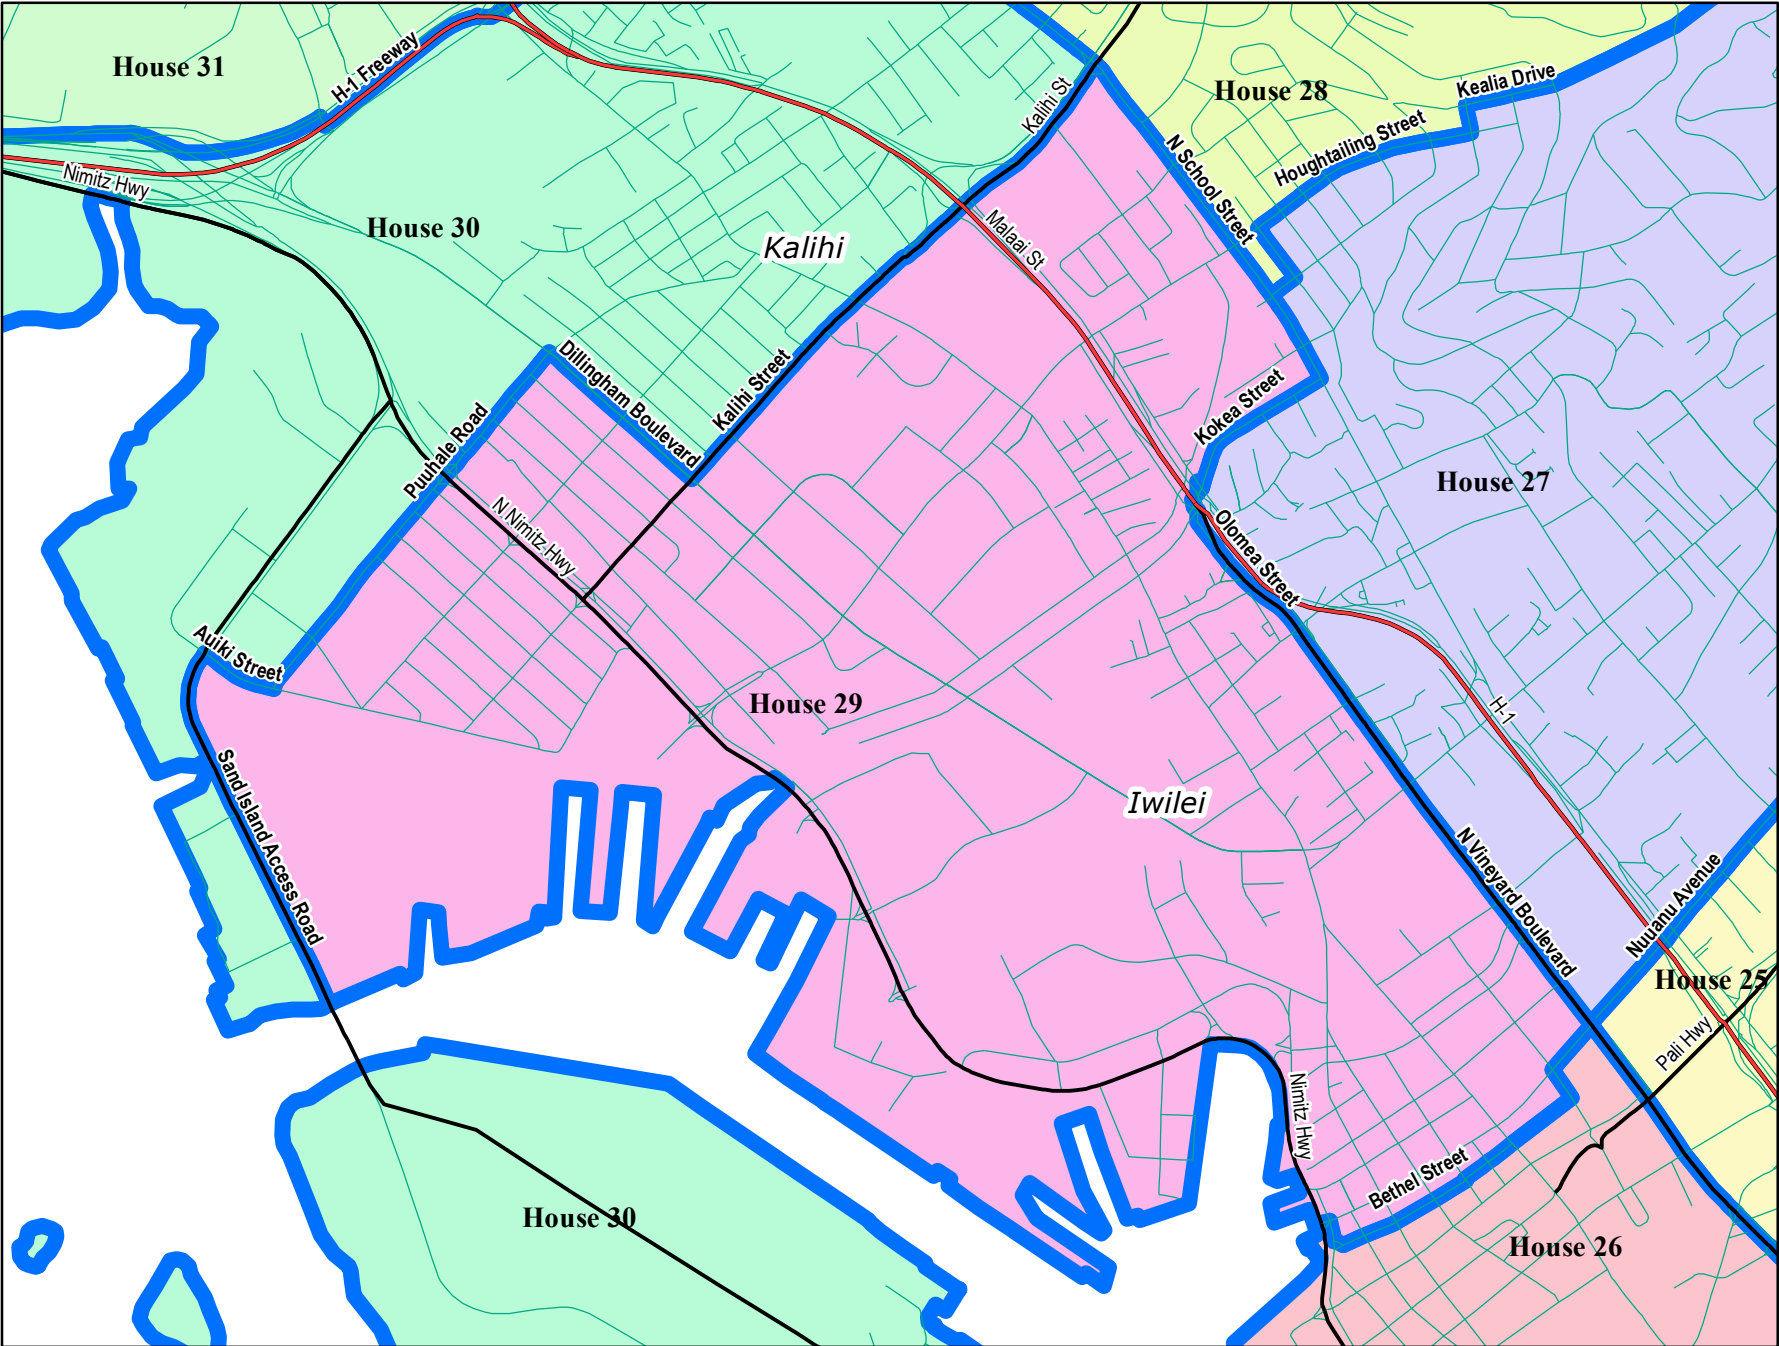 House 31
H-1 Freeway
House 28
Kealia Drive
Kalihi St
Houghtailing Street
N School Street
Nimitz Hwy
House 30
Kalihi
Malaai St
Dillingham Boulevard
Kalihi Street
Kokea Street
Puuhale Road
House 27
N Nimitz Hwy
Olomea Street
Auiki Street
House 29
H-1
Sand Island Access Road
Iwilei
N Vineyard Boulevard
Nuuanu Avenue
House 25
Pali Hwy
Nimitz Hwy
Bethel Street
House 30
House 26